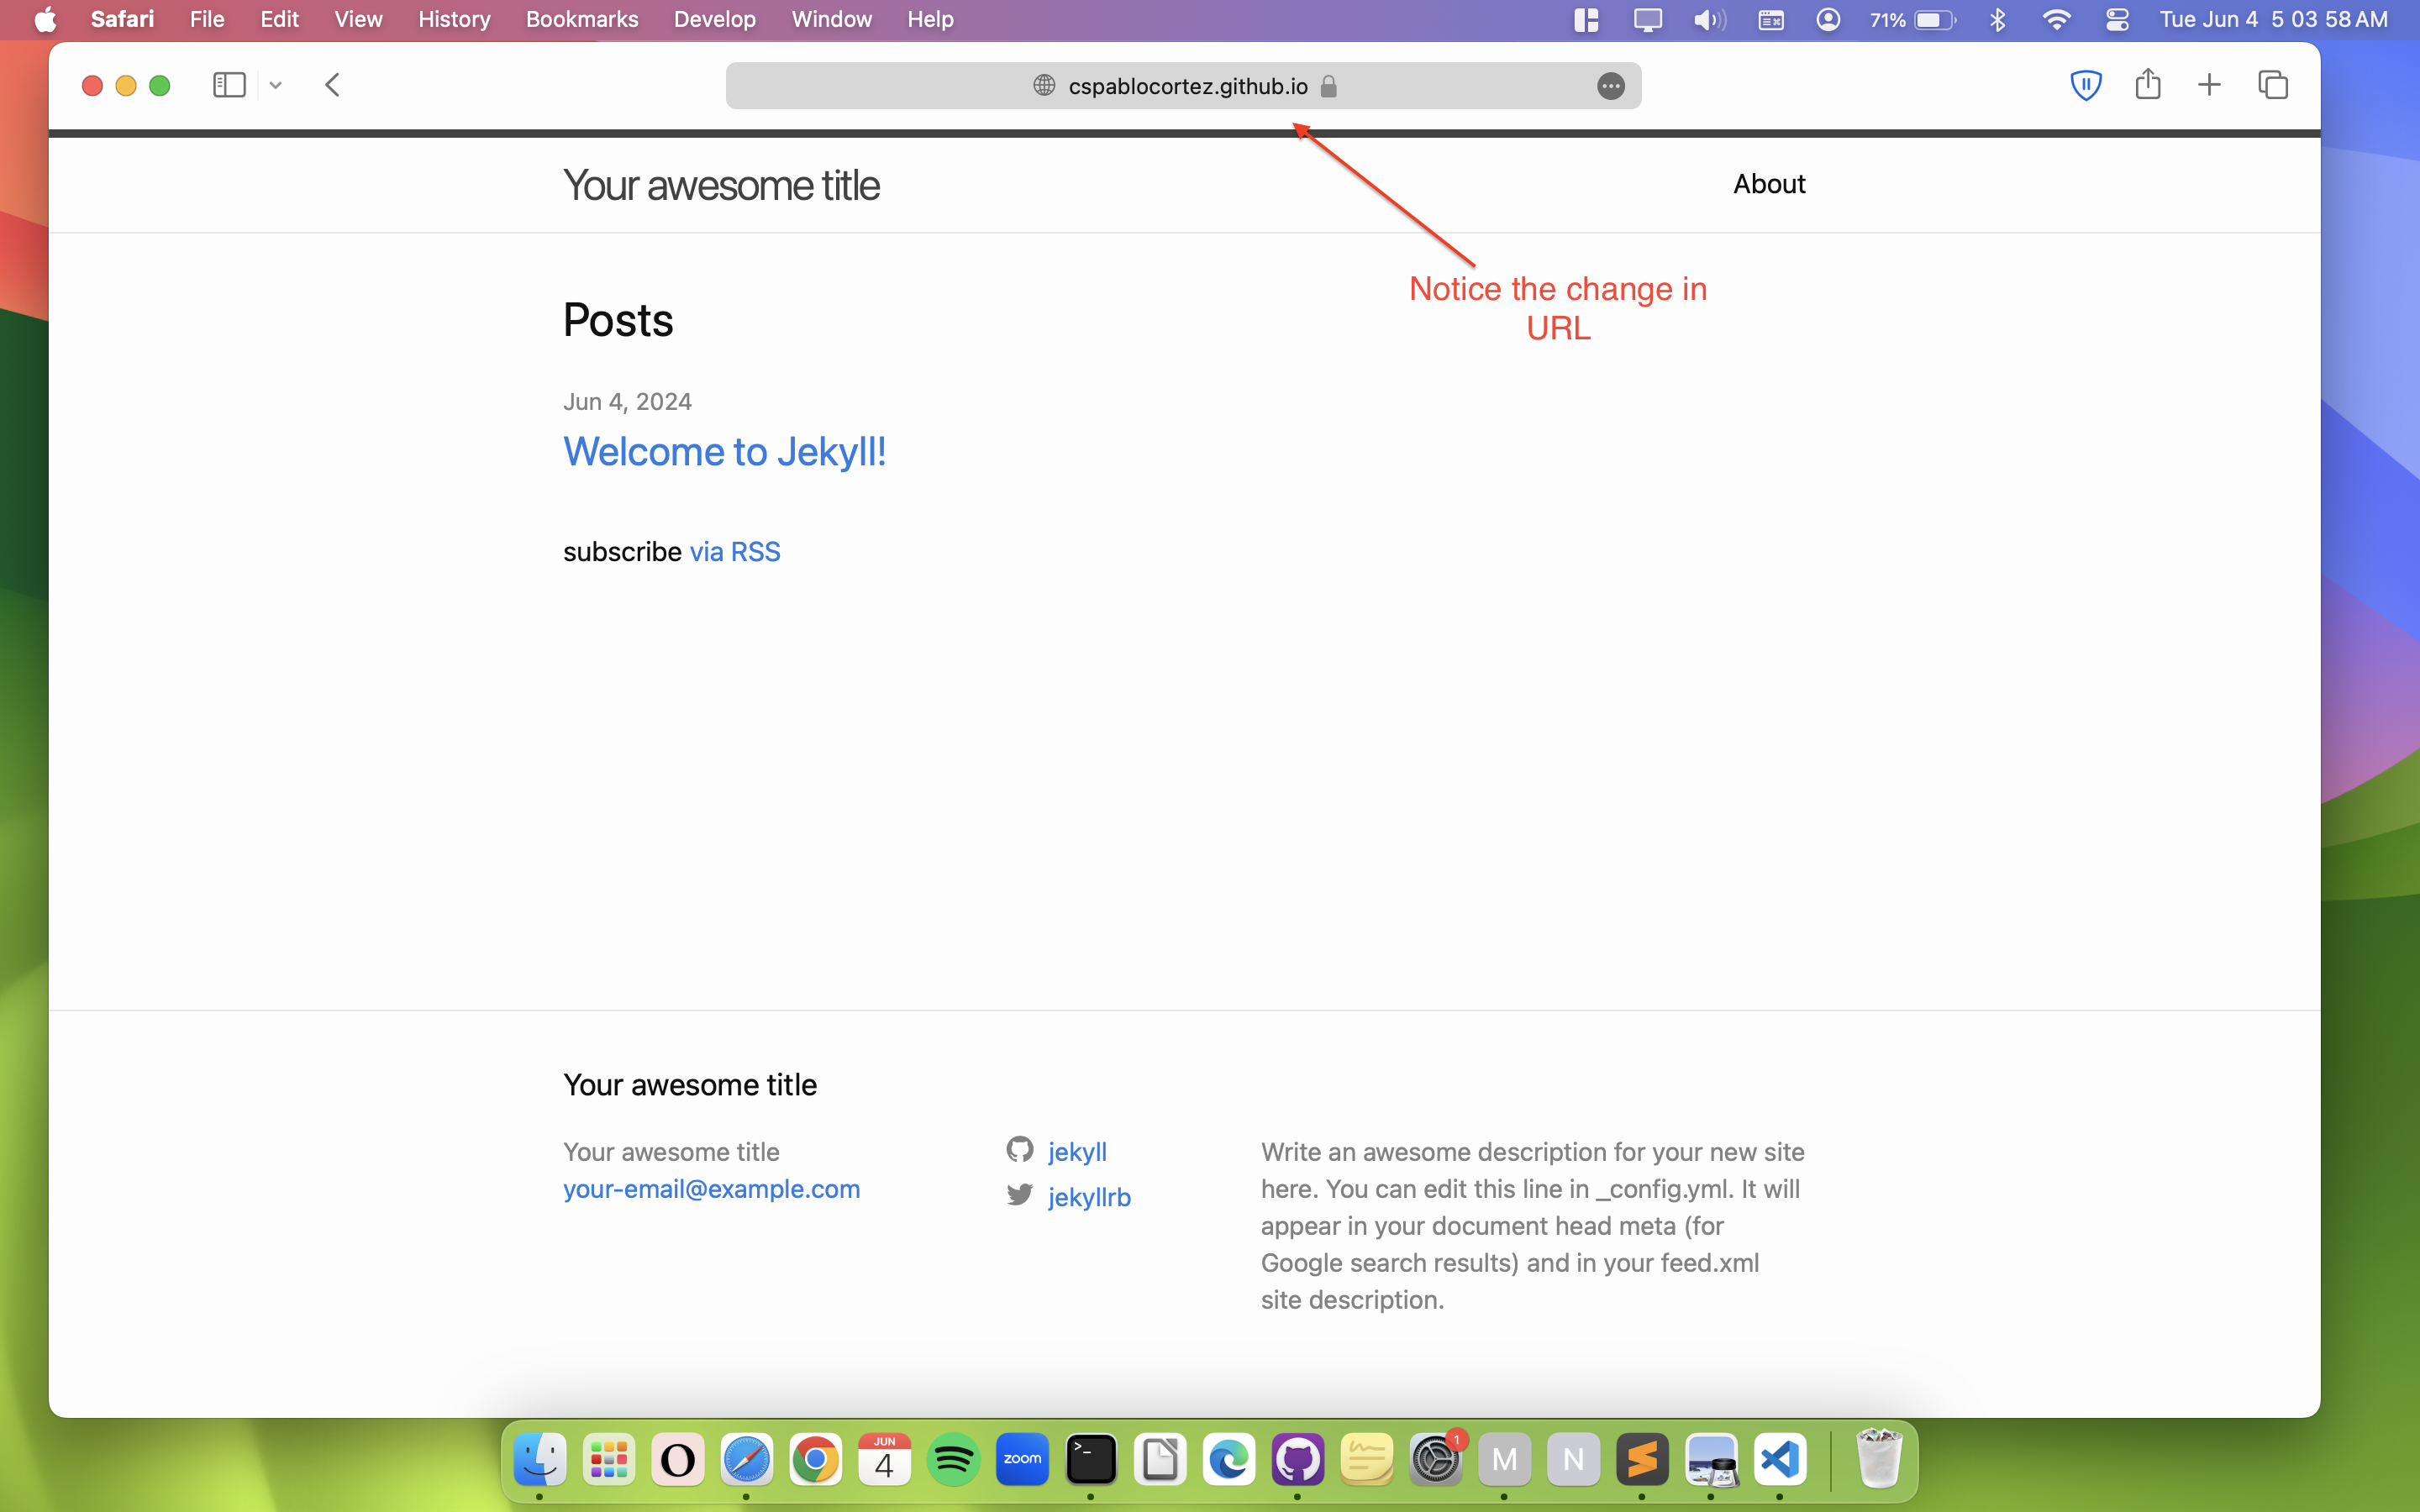 Safari File Edit View History Bookmarks Develop Window Help 71% Tue Jun 4 5 03 58 AM
cspablocortez.github.io
Your awesome title About
Notice the change in
URL
Posts
Jun 4, 2024
Welcome to Jekyll!
subscribe via RSS
Your awesome title
Your awesome title
your-email@example.com
jekyll
jekyllrb
Write an awesome description for your new site
here. You can edit this line in _config.yml. It will
appear in your document head meta (for
Google search results) and in your feed.xml
site description.
JUN
4
zoom
>_
1
M
N